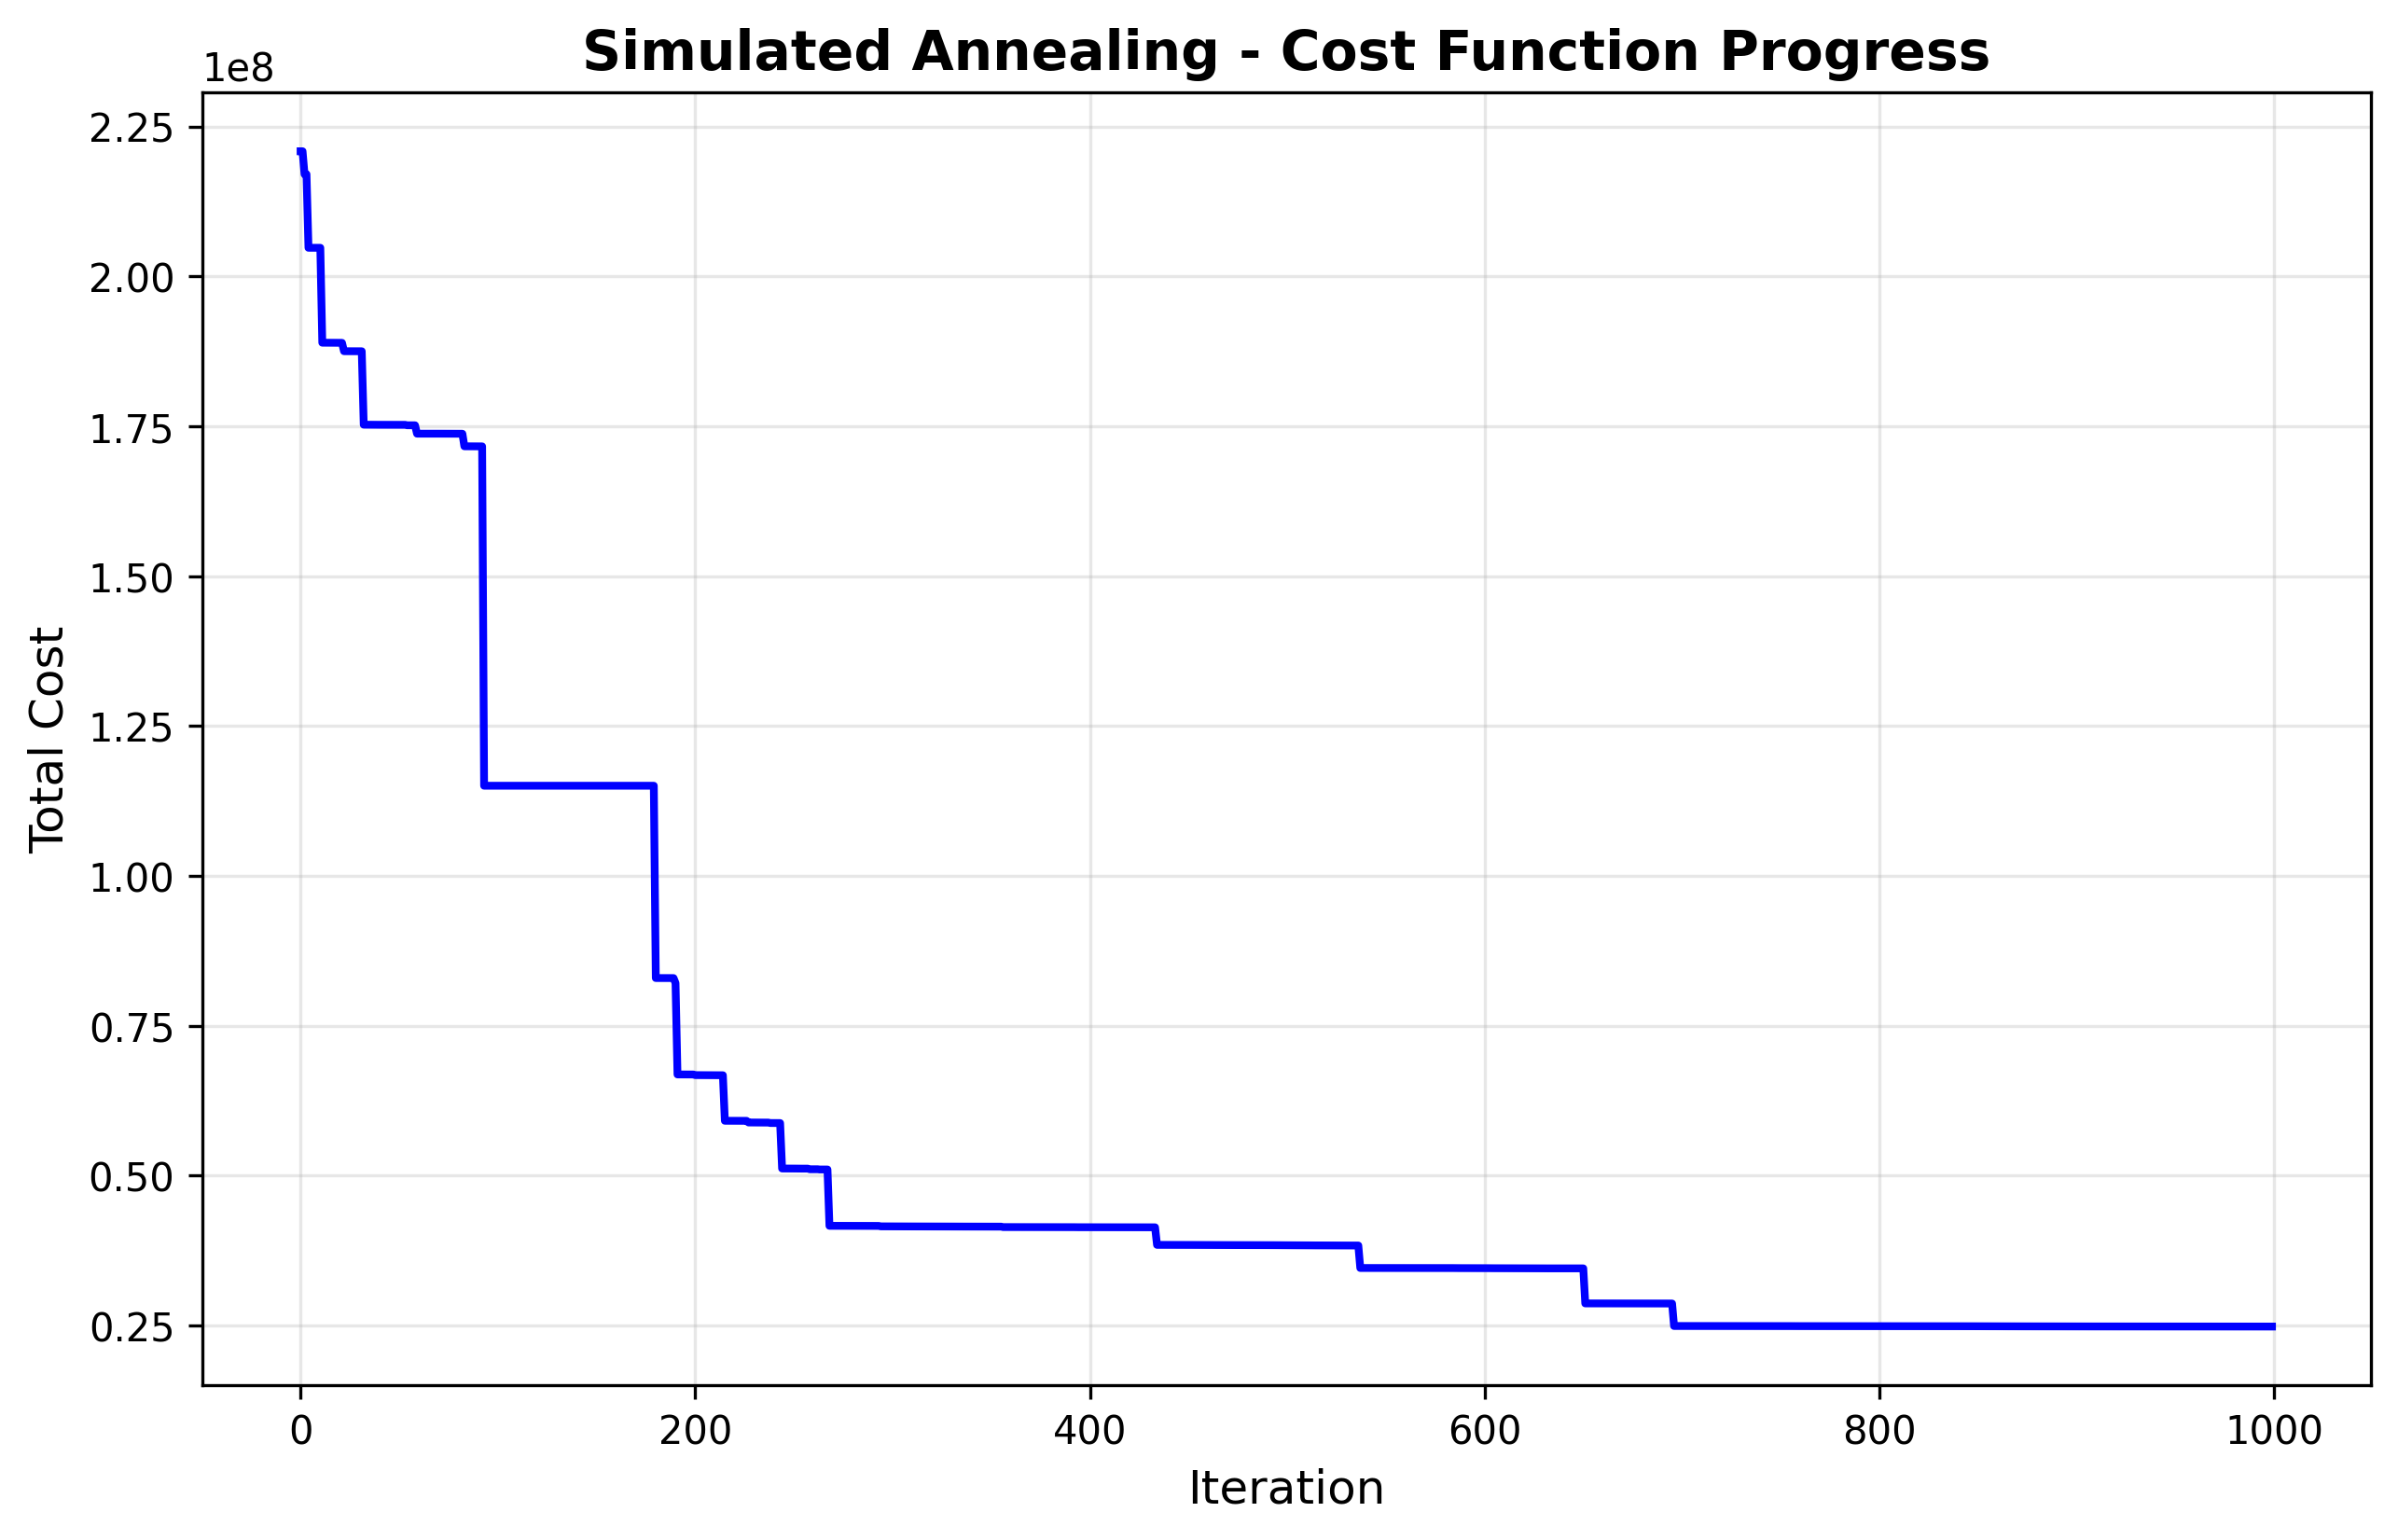 Simulated Annealing - Cost Function Progress
1e8
2.25
2.00
1.75
1.50
1.25
1.00
0.75
0.50
0.25
Total Cost
0 200 400 600 800 1000
Iteration